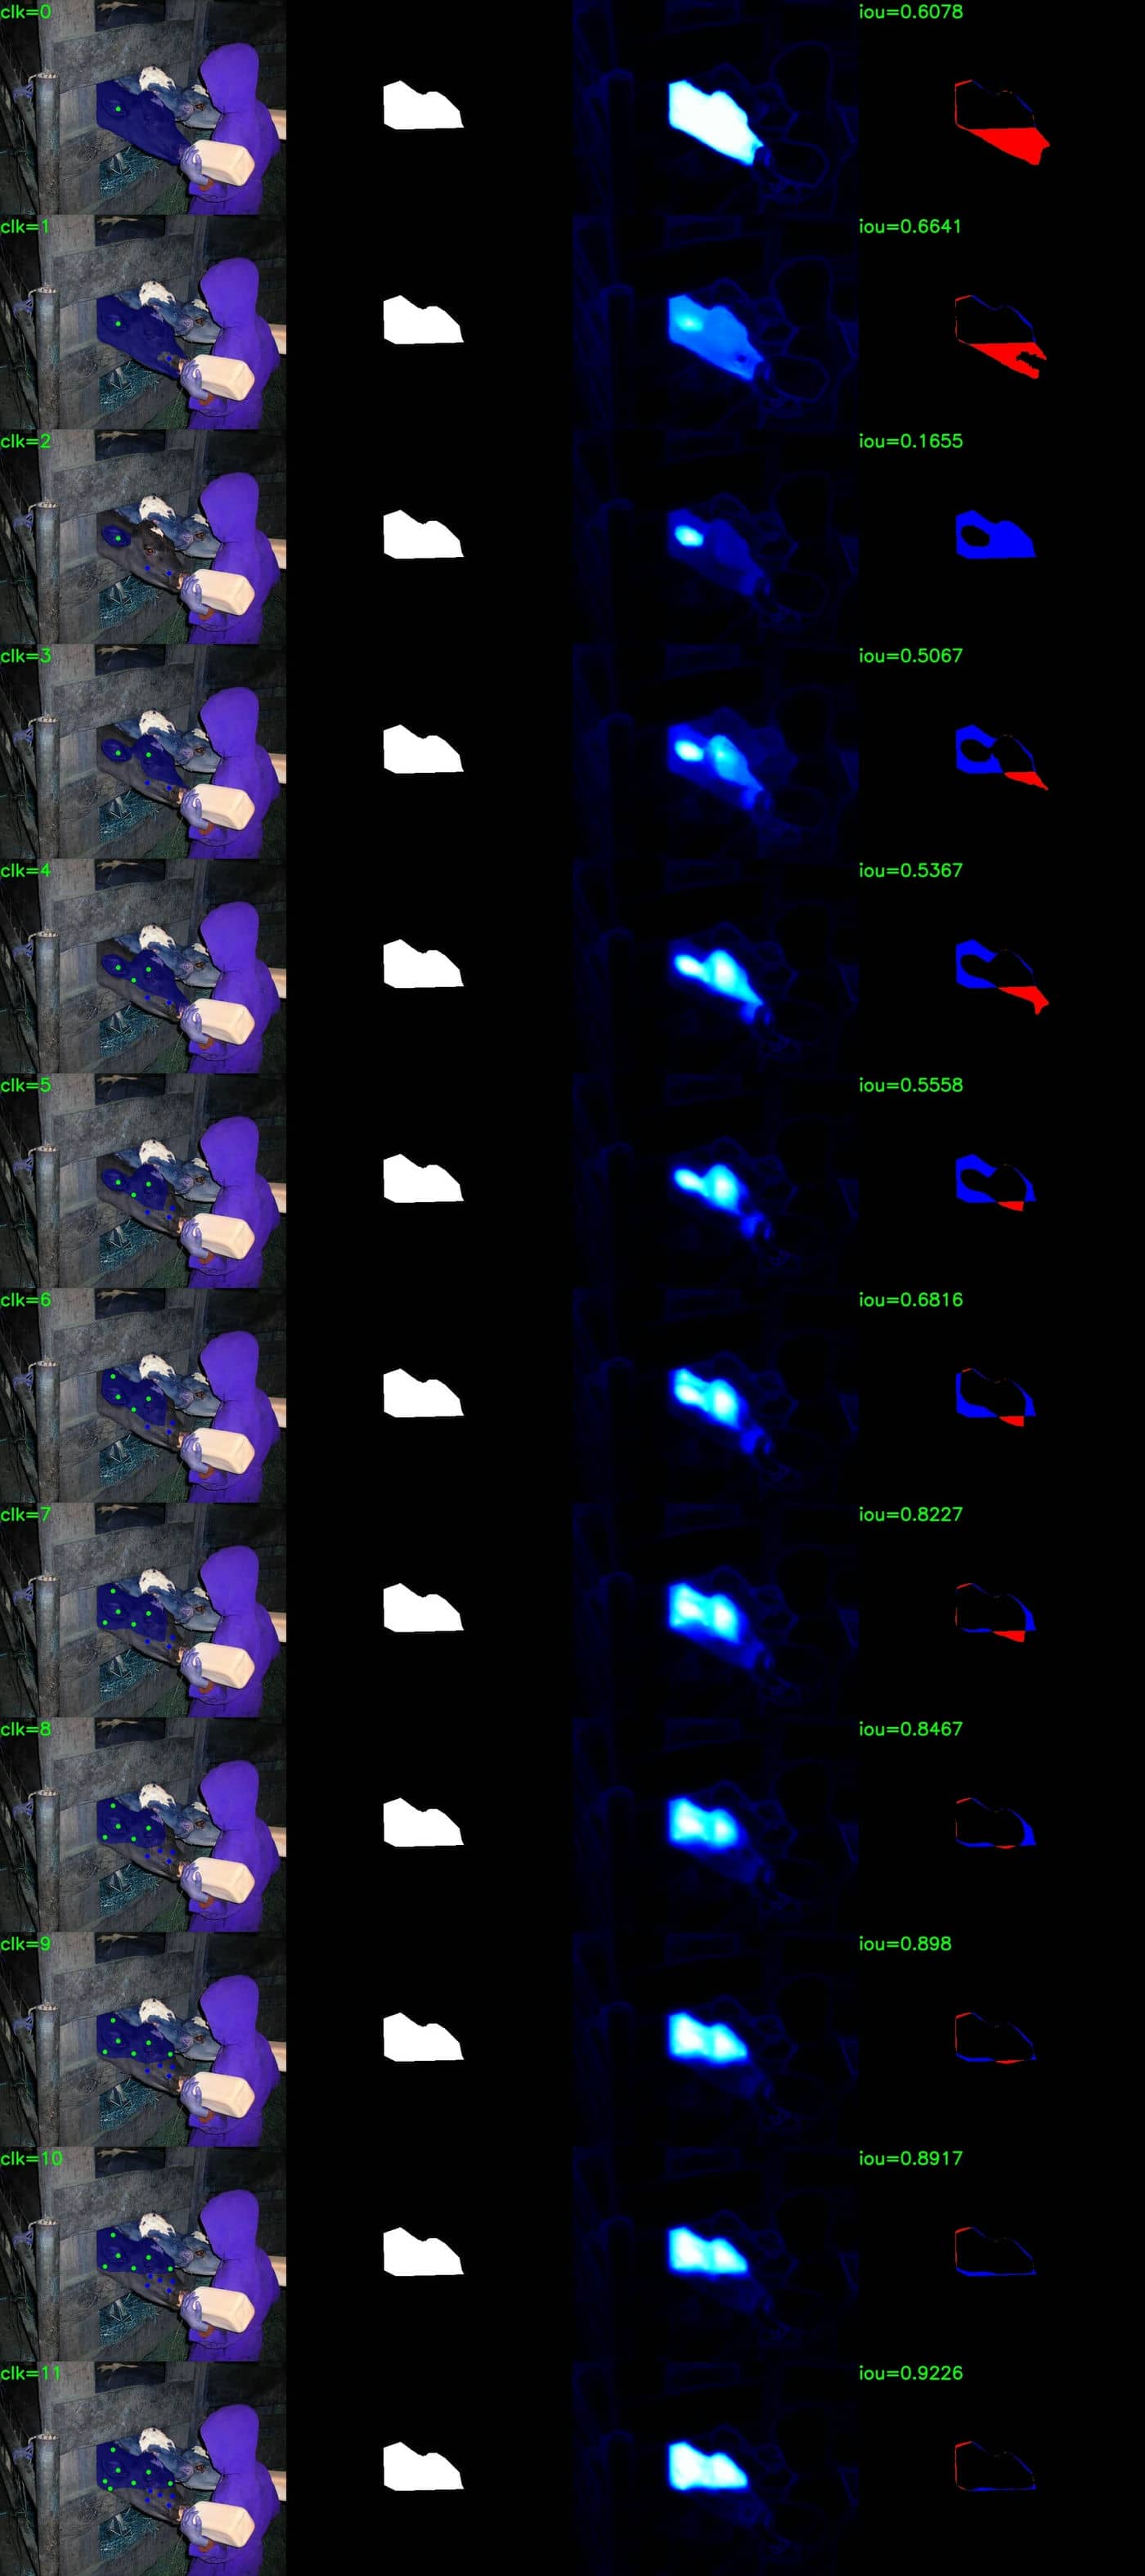 clk=0 iou=0.6078
clk=1 iou=0.6641
clk=2 iou=0.1655
clk=3 iou=0.5067
clk=4 iou=0.5367
clk=5 iou=0.5558
clk=6 iou=0.6816
clk=7 iou=0.8227
clk=8 iou=0.8467
clk=9 iou=0.898
clk=10 iou=0.8917
clk=11 iou=0.9226